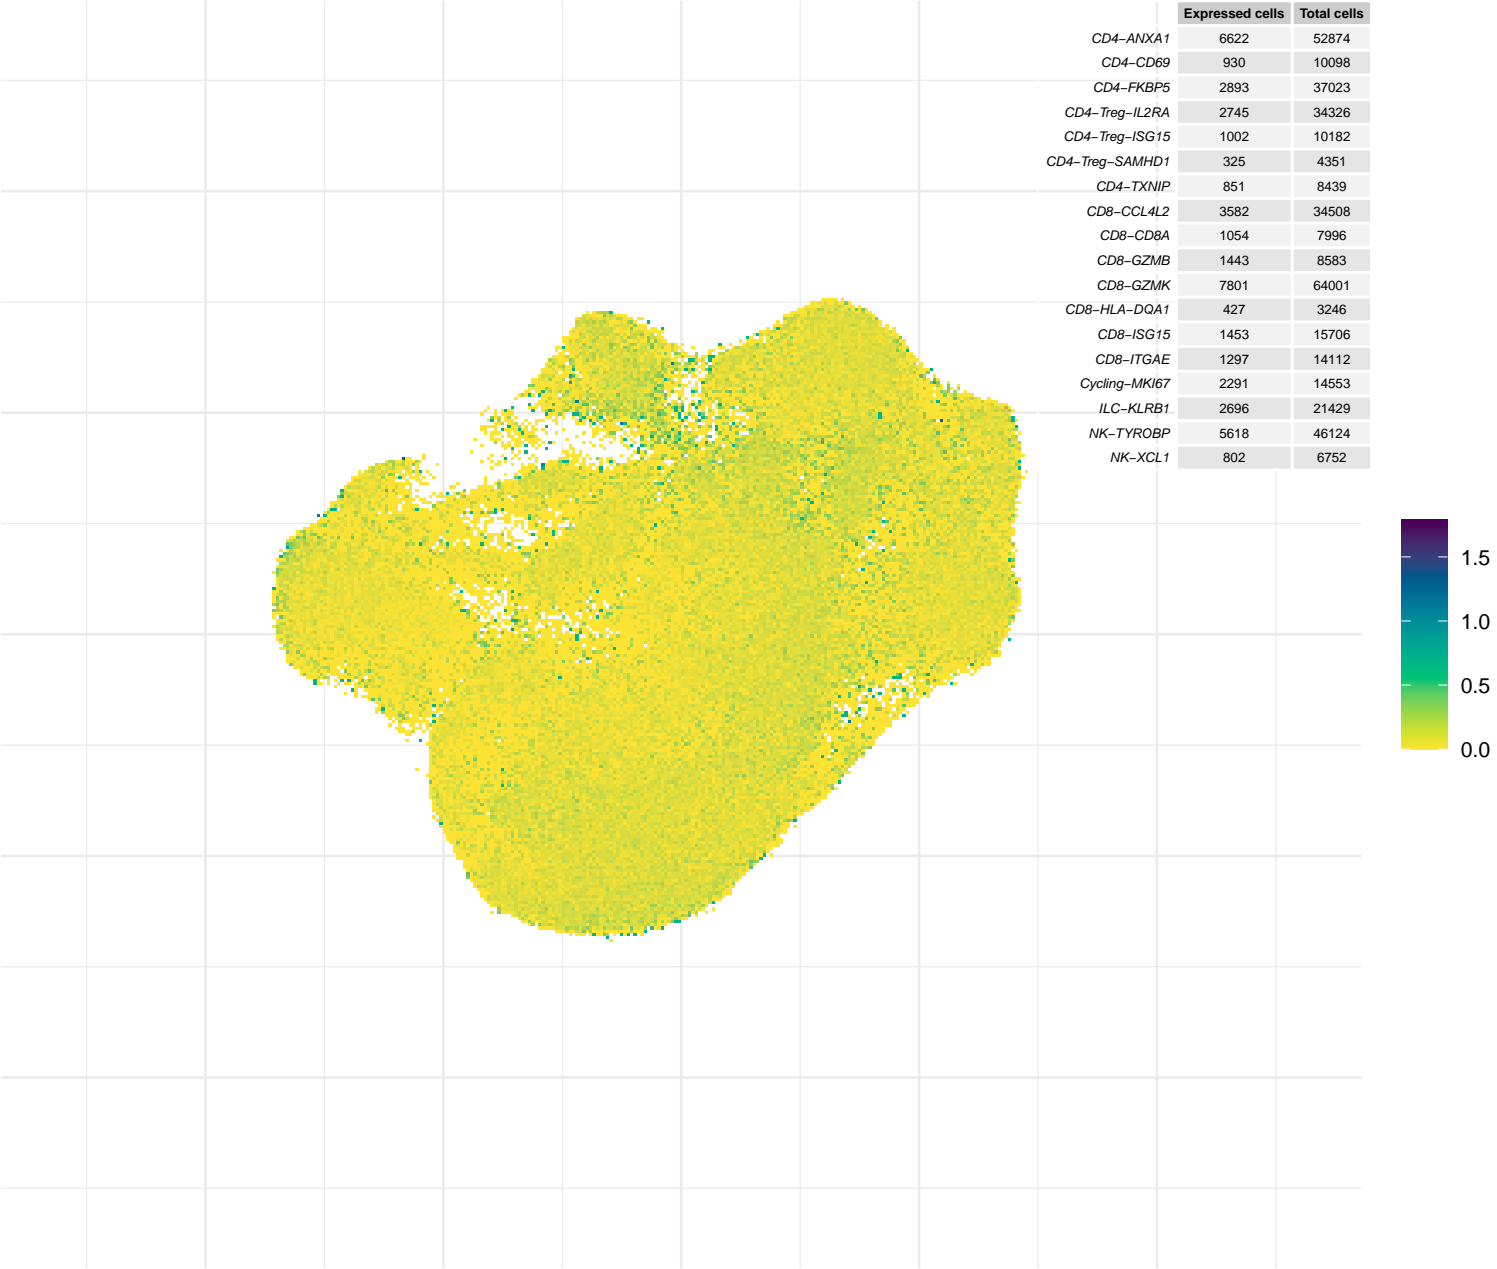 Expressed cells Total cells
CD4−ANXA1 6622 52874
CD4−CD69 930 10098
CD4−FKBP5 2893 37023
CD4−Treg−IL2RA 2745 34326
CD4−Treg−ISG15 1002 10182
CD4−Treg−SAMHD1 325 4351
CD4−TXNIP 851 8439
CD8−CCL4L2 3582 34508
CD8−CD8A 1054 7996
CD8−GZMB 1443 8583
CD8−GZMK 7801 64001
CD8−HLA−DQA1 427 3246
CD8−ISG15 1453 15706
CD8−ITGAE 1297 14112
Cycling−MKI67 2291 14553
ILC−KLRB1 2696 21429
NK−TYROBP 5618 46124
NK−XCL1 802 6752
1.5
1.0
0.5
0.0